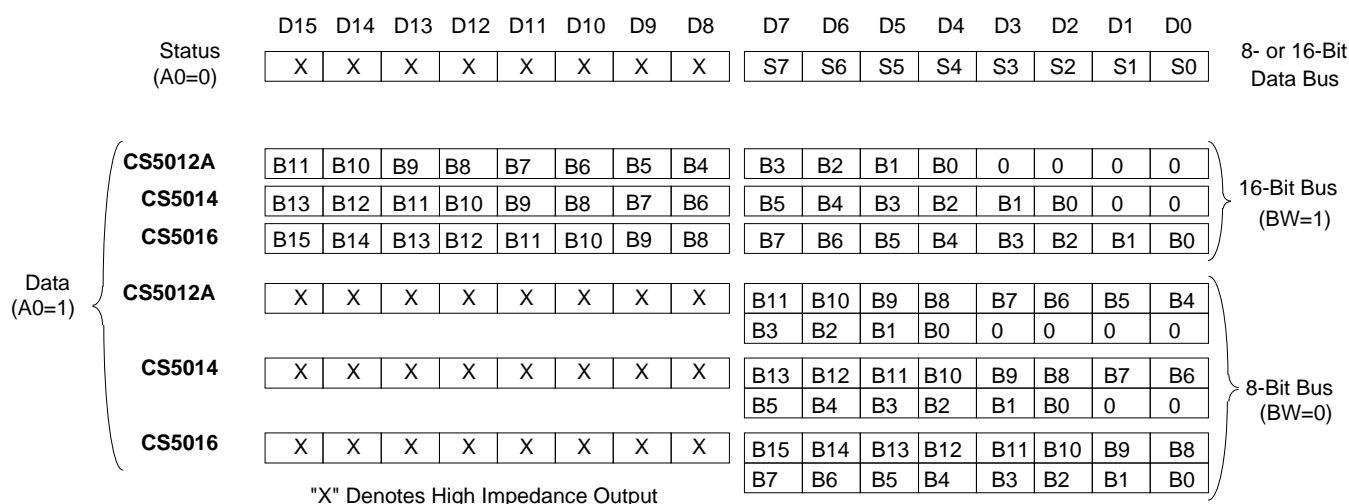 D15 D14 D13 D12 D11 D10 D9 D8 D7 D6 D5 D4 D3 D2 D1 D0
Status
(A0=0)
X X X X X X X X S7 S6 S5 S4 S3 S2 S1 S0
8- or 16-Bit
Data Bus
CS5012A B11 B10 B9 B8 B7 B6 B5 B4 B3 B2 B1 B0 0 0 0 0
CS5014 B13 B12 B11 B10 B9 B8 B7 B6 B5 B4 B3 B2 B1 B0 0 0
CS5016 B15 B14 B13 B12 B11 B10 B9 B8 B7 B6 B5 B4 B3 B2 B1 B0
16-Bit Bus
(BW=1)
Data
(A0=1)
CS5012A X X X X X X X X B11 B10 B9 B8 B7 B6 B5 B4
B3 B2 B1 B0 0 0 0 0
CS5014 X X X X X X X X B13 B12 B11 B10 B9 B8 B7 B6
B5 B4 B3 B2 B1 B0 0 0
8-Bit Bus
(BW=0)
CS5016 X X X X X X X X B15 B14 B13 B12 B11 B10 B9 B8
B7 B6 B5 B4 B3 B2 B1 B0
"X" Denotes High Impedance Output